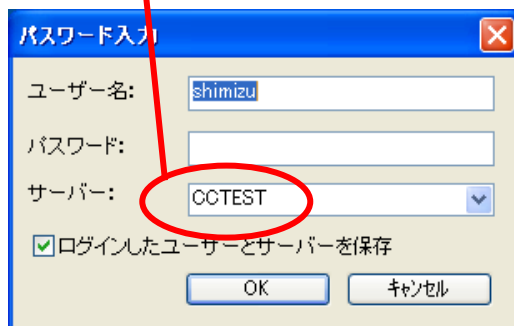 パスワード入力
ユーザー名: shimizu
パスワード:
サーバー: CCTEST
ログインしたユーザーとサーバーを保存
OK キャンセル